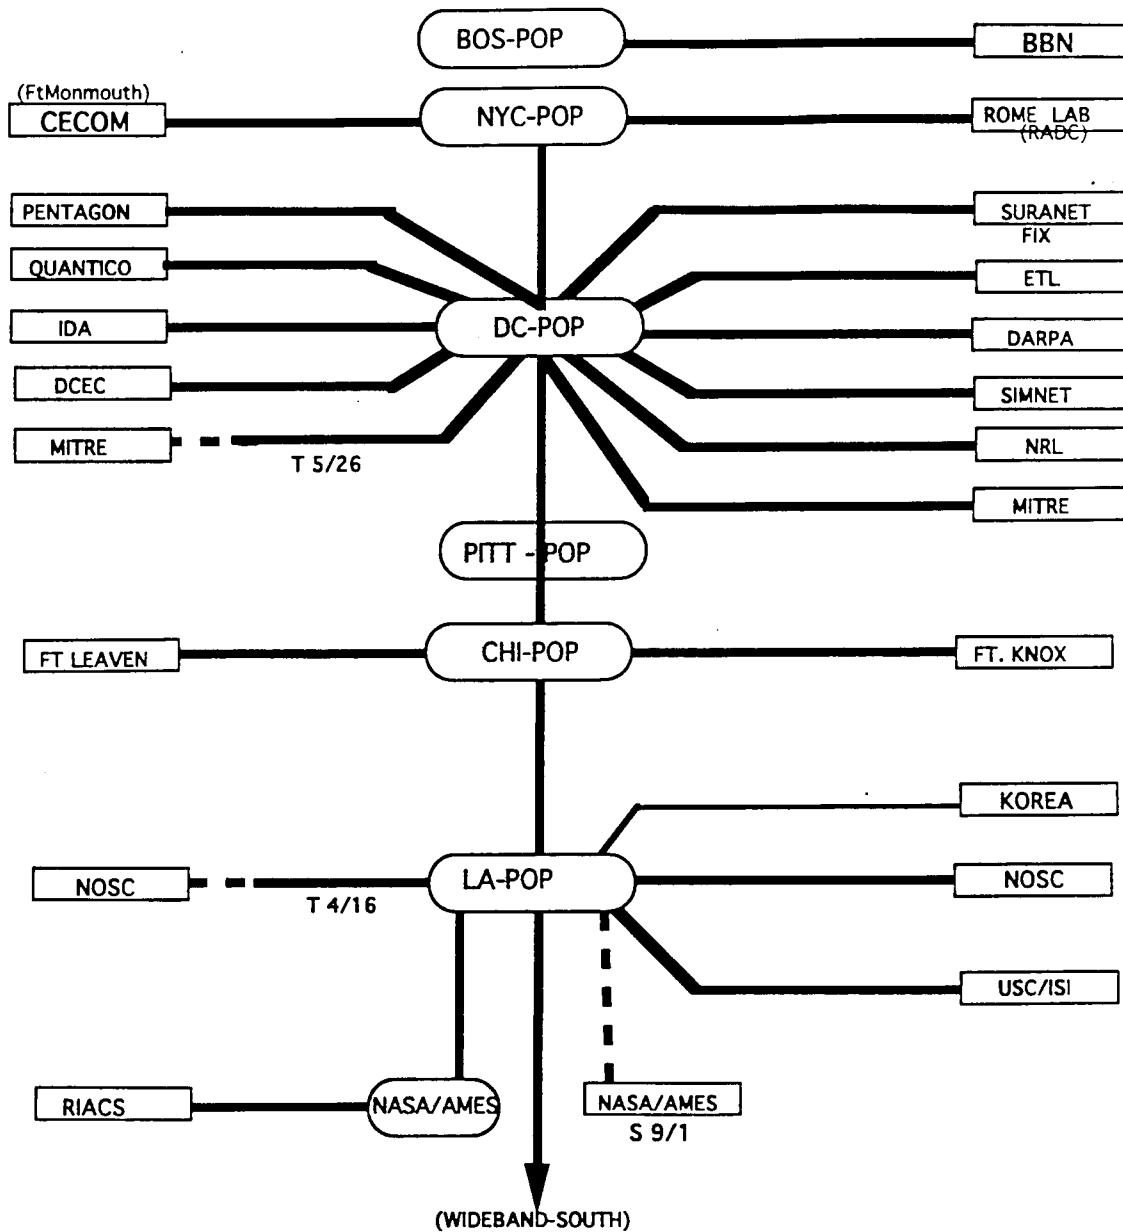 BOS-POP
BBN
(FtMonmouth)
CECOM
NYC-POP
ROME LAB
(RADC)
PENTAGON
SURANET
FIX
QUANTICO
ETL
IDA
DC-POP
DARPA
DCEC
SIMNET
MITRE
T 5/26
NRL
MITRE
PITT - POP
FT LEAVEN
CHI-POP
FT. KNOX
KOREA
NOSC
T 4/16
LA-POP
NOSC
USC/ISI
RIACS
NASA/AMES
NASA/AMES
S 9/1
(WIDEBAND-SOUTH)